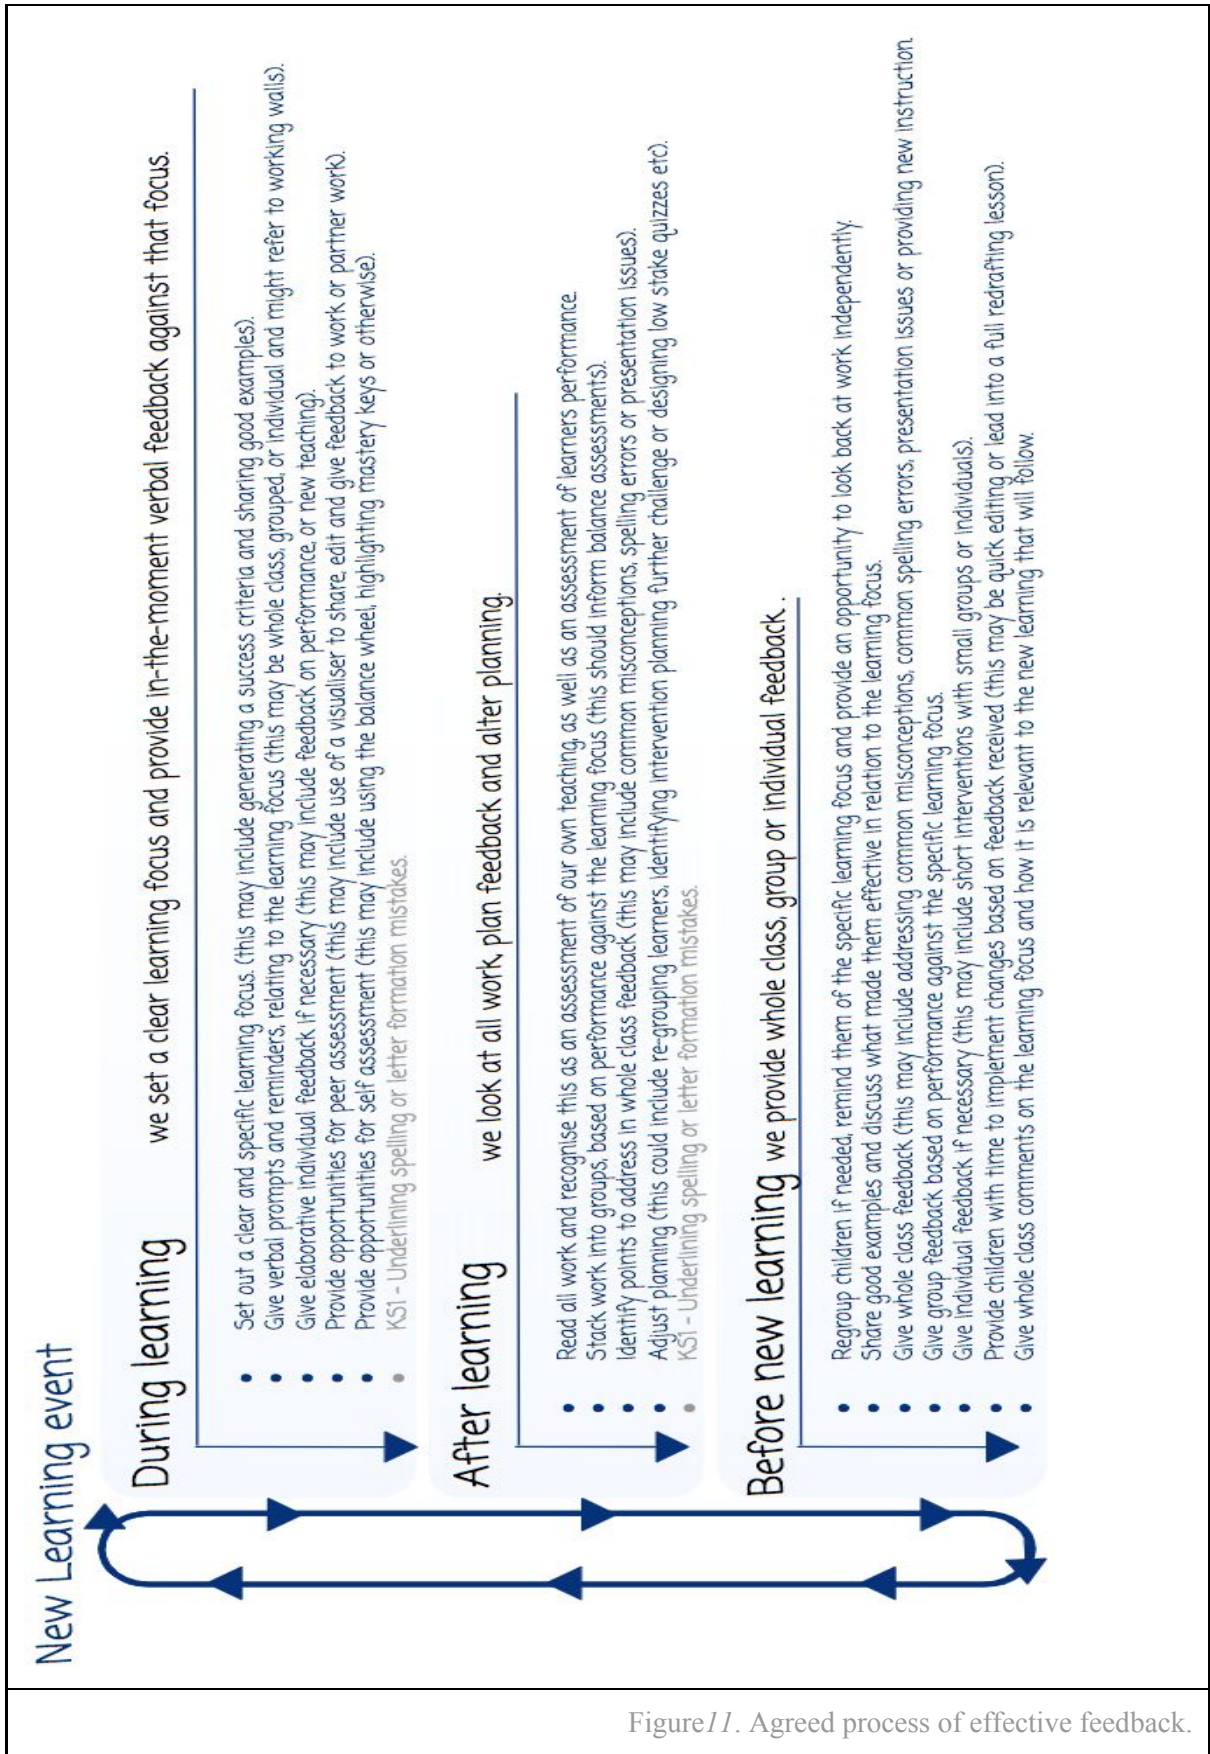 New Learning event
During learning we set a clear learning focus and provide in-the-moment verbal feedback against that focus.
• Set out a clear and specific learning focus. (this may include generating a success criteria and sharing good examples).
• Give verbal prompts and reminders, relating to the learning focus (this may be whole class, grouped, or individual and might refer to working walls).
• Give elaborative individual feedback if necessary (this may include feedback on performance, or new teaching).
• Provide opportunities for peer assessment (this may include use of a visualiser to share, edit and give feedback to work or partner work).
• Provide opportunities for self assessment (this may include using the balance wheel, highlighting mastery keys or otherwise).
• KS1 - Underlining spelling or letter formation mistakes.
After learning we look at all work, plan feedback and alter planning.
• Read all work and recognise this as an assessment of our own teaching, as well as an assessment of learners performance.
• Stack work into groups, based on performance against the learning focus (this should inform balance assessments).
• Identify points to address in whole class feedback (this may include common misconceptions, spelling errors or presentation issues).
• Adjust planning (this could include re-grouping learners, identifying intervention planning further challenge or designing low stake quizzes etc).
• KS1 - Underlining spelling or letter formation mistakes.
Before new learning we provide whole class, group or individual feedback .
• Regroup children if needed, remind them of the specific learning focus and provide an opportunity to look back at work independently.
• Share good examples and discuss what made them effective in relation to the learning focus.
• Give whole class feedback (this may include addressing common misconceptions, common spelling errors, presentation issues or providing new instruction.
• Give group feedback based on performance against the specific learning focus.
• Give individual feedback if necessary (this may include short interventions with small groups or individuals).
• Provide children with time to implement changes based on feedback received (this may be quick editing or lead into a full redrafting lesson).
• Give whole class comments on the learning focus and how it is relevant to the new learning that will follow.
Figure11. Agreed process of effective feedback.